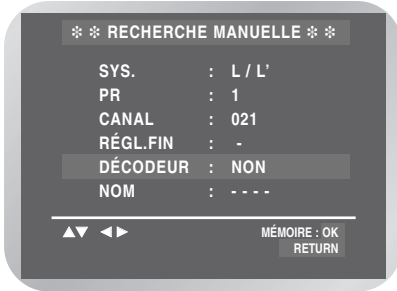 ❇ ❇ RECHERCHE MANUELLE ❇ ❇
SYS. : L / L’
PR : 1
CANAL : 021
RÉGL.FIN : -
DÉCODEUR : NON
NOM : - - - -
▲▼ ◄► MÉMOIRE : OK
RETURN